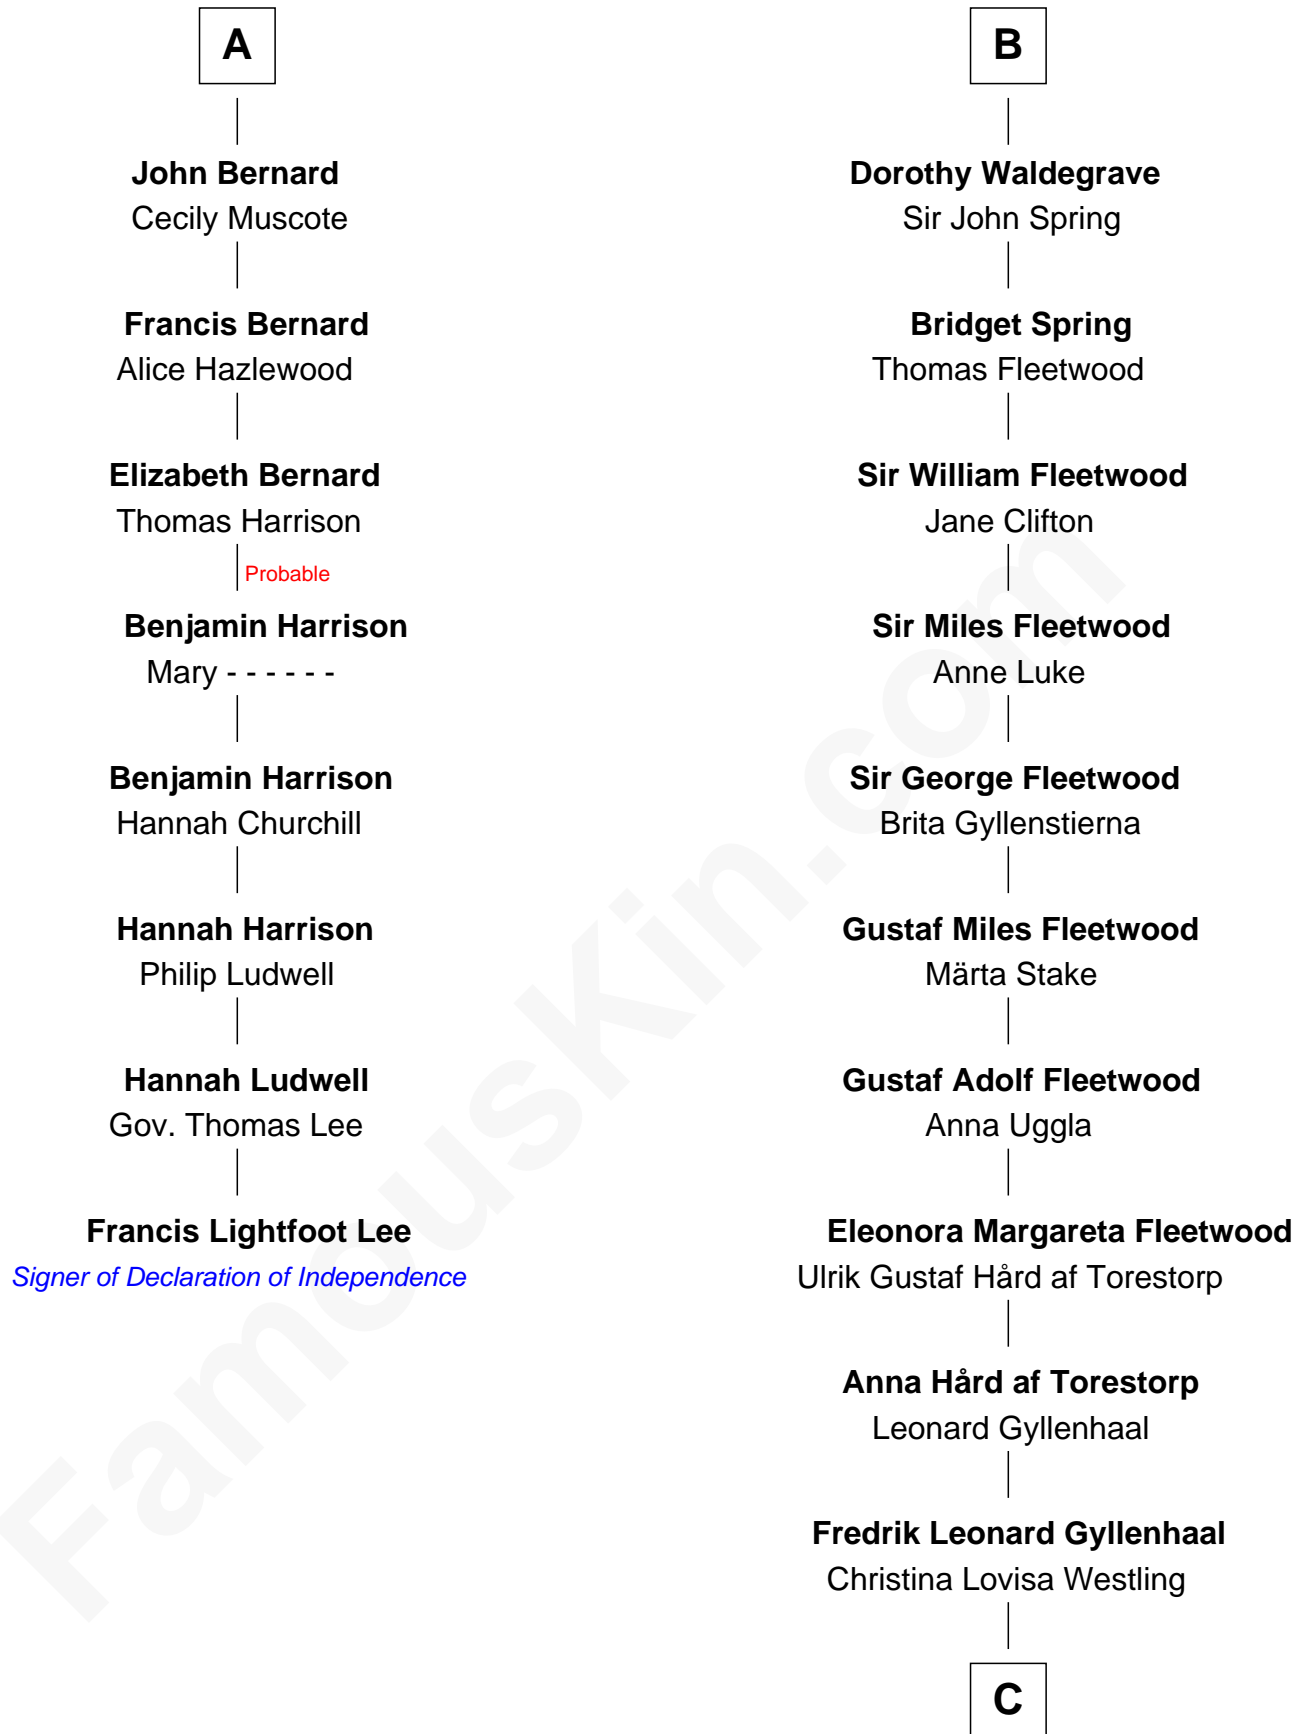 A
John Bernard
Cecily Muscote
Francis Bernard
Alice Hazlewood
Elizabeth Bernard
Thomas Harrison
Probable
Benjamin Harrison
Mary - - - - - -
Benjamin Harrison
Hannah Churchill
Hannah Harrison
Philip Ludwell
Hannah Ludwell
Gov. Thomas Lee
Francis Lightfoot Lee
Signer of Declaration of Independence
B
Dorothy Waldegrave
Sir John Spring
Bridget Spring
Thomas Fleetwood
Sir William Fleetwood
Jane Clifton
Sir Miles Fleetwood
Anne Luke
Sir George Fleetwood
Brita Gyllenstierna
Gustaf Miles Fleetwood
Märta Stake
Gustaf Adolf Fleetwood
Anna Uggla
Eleonora Margareta Fleetwood
Ulrik Gustaf Hård af Torestorp
Anna Hård af Torestorp
Leonard Gyllenhaal
Fredrik Leonard Gyllenhaal
Christina Lovisa Westling
C
FamousKin.com